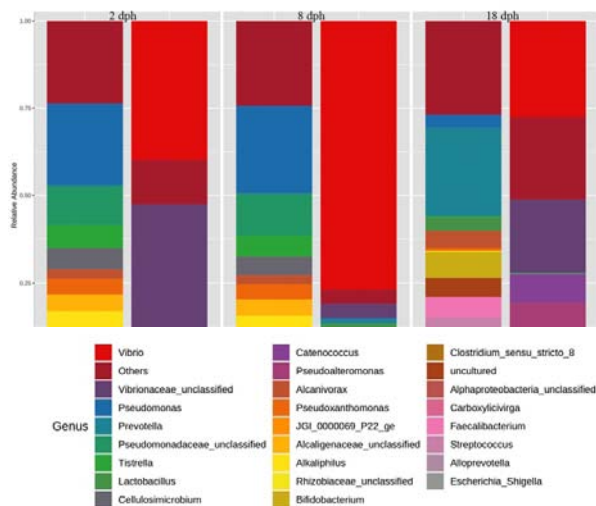 2 dph 8 dph 18 dph
1.00
0.75
0.50
0.25
Relative Abundance
Genus
Vibrio
Others
Vibrionaceae_unclassified
Pseudomonas
Prevotella
Pseudomonadaceae_unclassified
Tistrella
Lactobacillus
Cellulosimicrobium
Catenococcus
Pseudoalteromonas
Alcanivorax
Pseudoxanthomonas
JGI_0000069_P22_ge
Alcaligenaceae_unclassified
Alkaliphilus
Rhizobiaceae_unclassified
Bifidobacterium
Clostridium_sensu_stricto_8
uncultured
Alphaproteobacteria_unclassified
Carboxylicivirga
Faecalibacterium
Streptococcus
Alloprevotella
Escherichia_Shigella